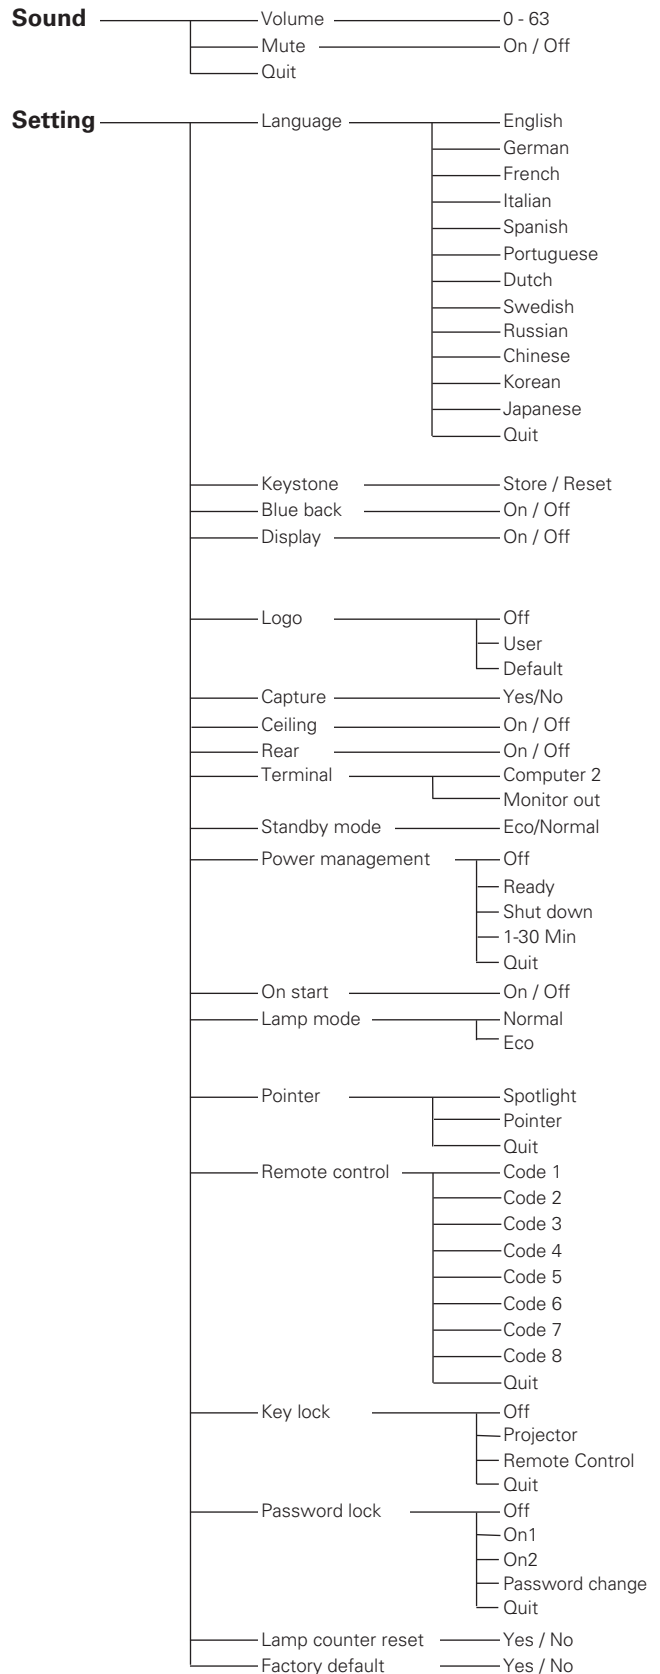 Sound Volume 0 - 63
Mute On / Off
Quit
Setting Language English
German
French
Italian
Spanish
Portuguese
Dutch
Swedish
Russian
Chinese
Korean
Japanese
Quit
Keystone Store / Reset
Blue back On / Off
Display On / Off
Logo Off
User
Default
Capture Yes/No
Ceiling On / Off
Rear On / Off
Terminal Computer 2
Monitor out
Standby mode Eco/Normal
Power management Off
Ready
Shut down
1-30 Min
Quit
On start On / Off
Lamp mode Normal
Eco
Pointer Spotlight
Pointer
Quit
Remote control Code 1
Code 2
Code 3
Code 4
Code 5
Code 6
Code 7
Code 8
Quit
Key lock Off
Projector
Remote Control
Quit
Password lock Off
On1
On2
Password change
Quit
Lamp counter reset Yes / No
Factory default Yes / No